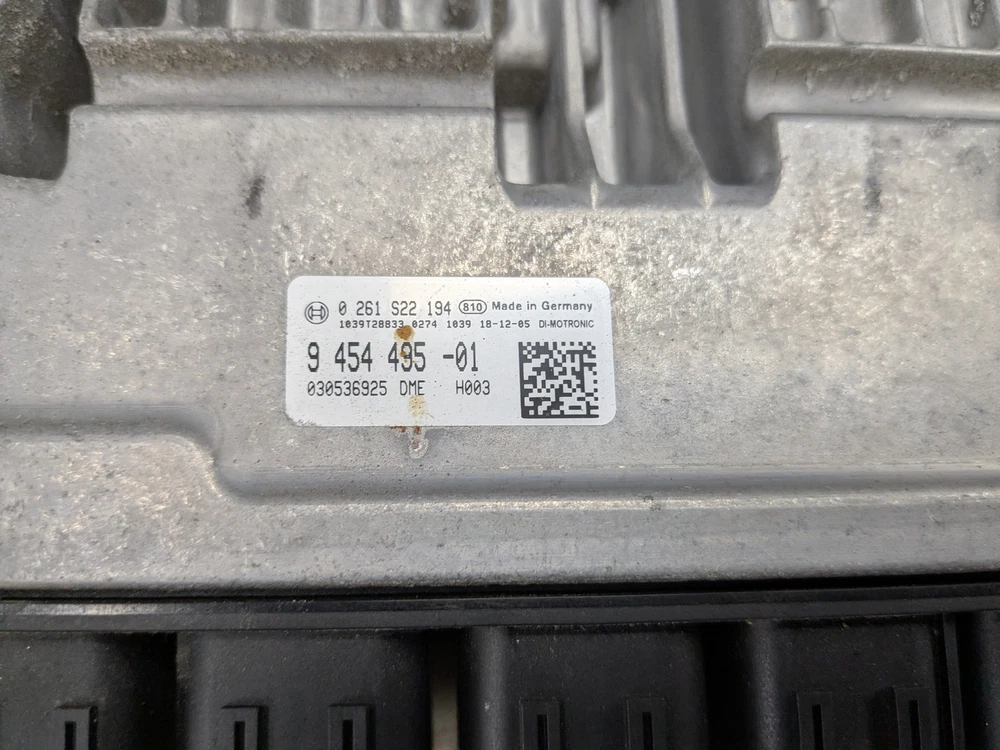 0 261 S22 194 810 Made in Germany
1039T28833 0274 1039 18-12-05 DI-MOTRONIC
9 454 495 -01
030536925 DME H003